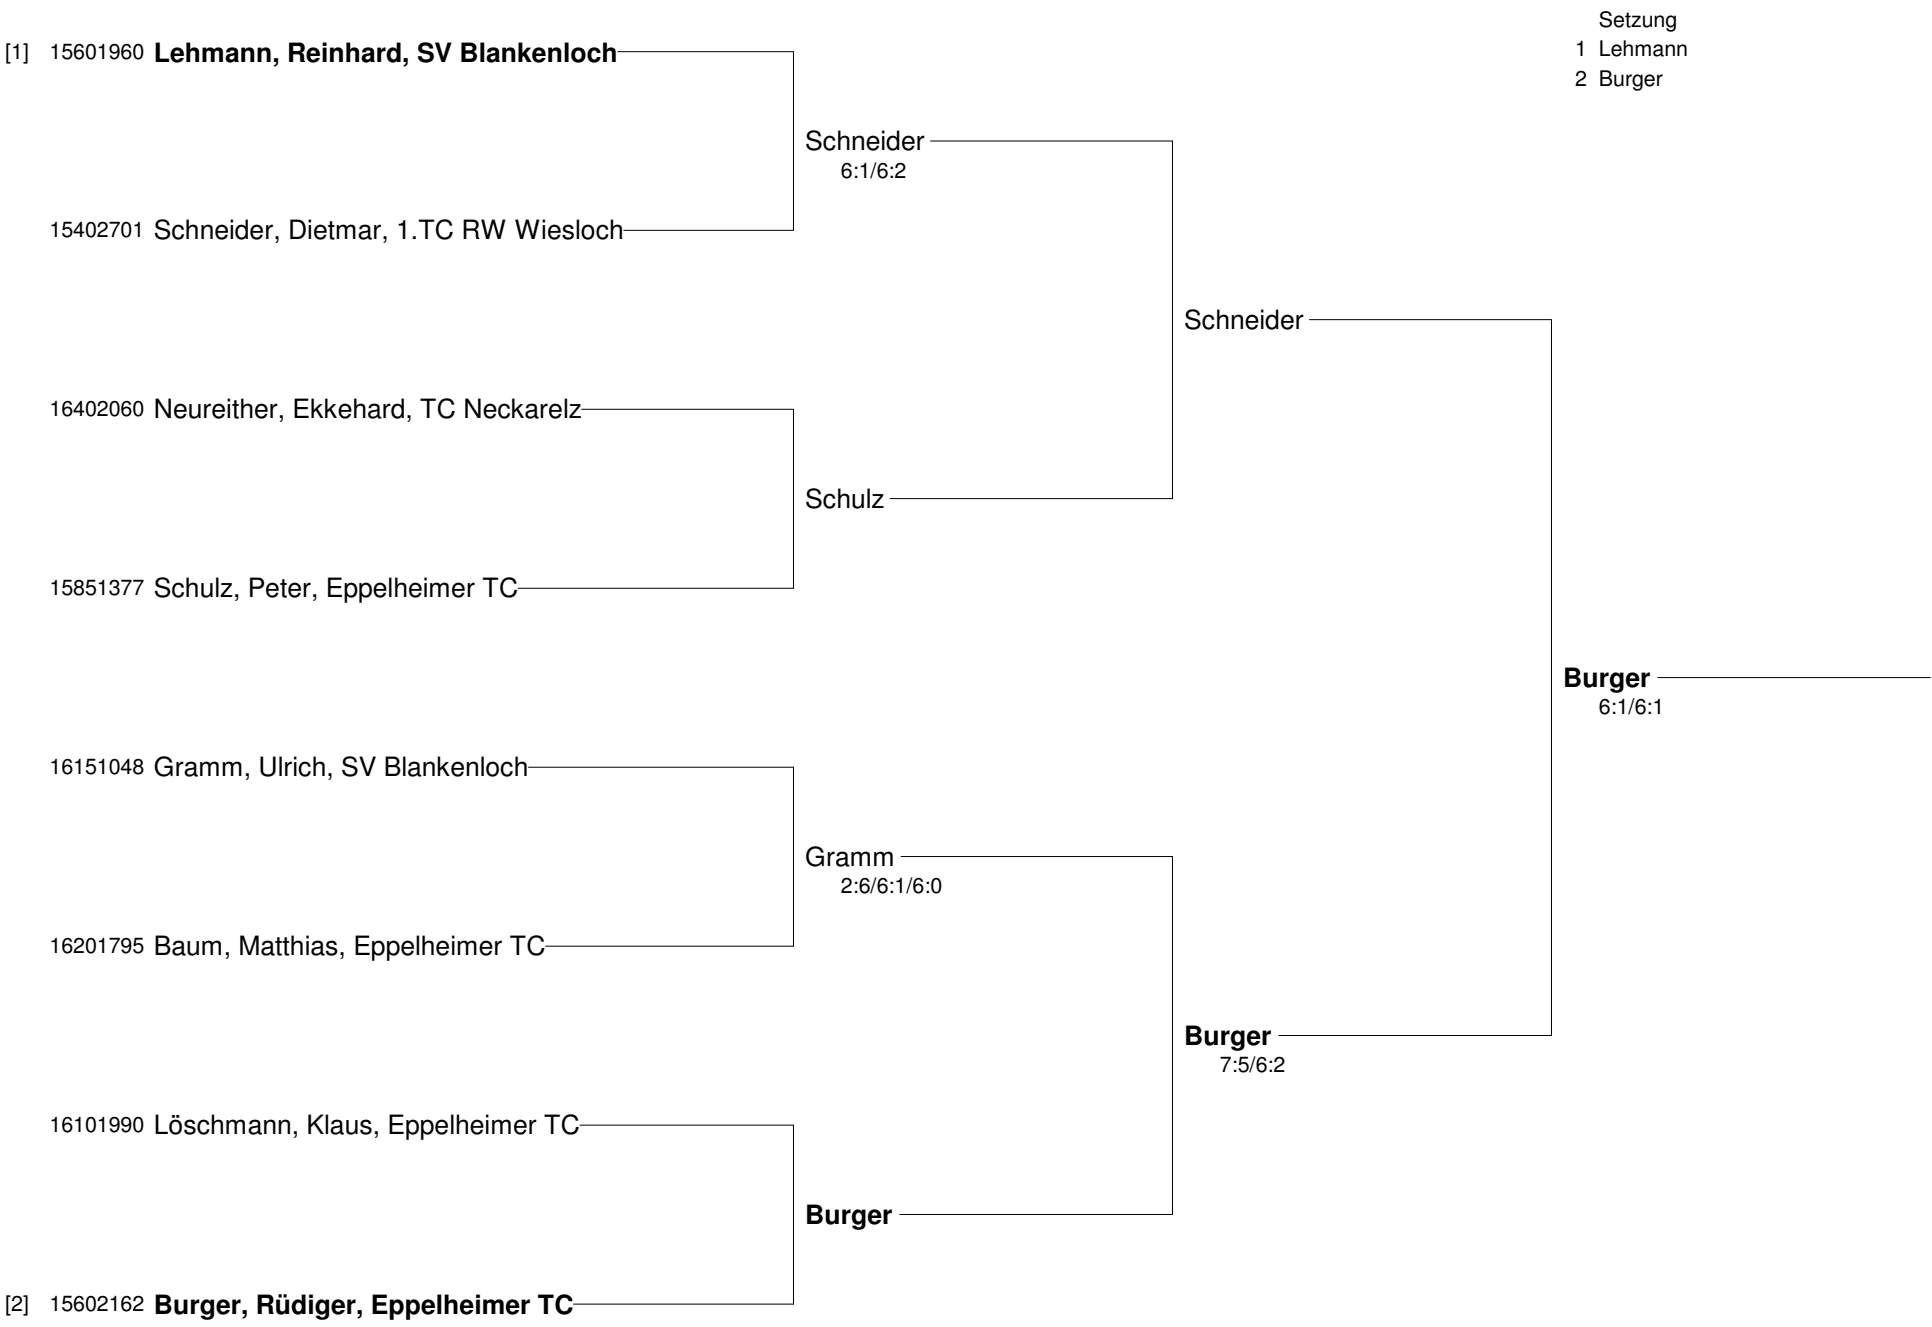 Setzung
1 Lehmann
2 Burger
[1] 15601960 Lehmann, Reinhard, SV Blankenloch
Schneider
6:1/6:2
15402701 Schneider, Dietmar, 1.TC RW Wiesloch
Schneider
16402060 Neureither, Ekkehard, TC Neckarelz
Schulz
15851377 Schulz, Peter, Eppelheimer TC
Burger
6:1/6:1
16151048 Gramm, Ulrich, SV Blankenloch
Gramm
2:6/6:1/6:0
16201795 Baum, Matthias, Eppelheimer TC
Burger
7:5/6:2
16101990 Löschmann, Klaus, Eppelheimer TC
Burger
[2] 15602162 Burger, Rüdiger, Eppelheimer TC